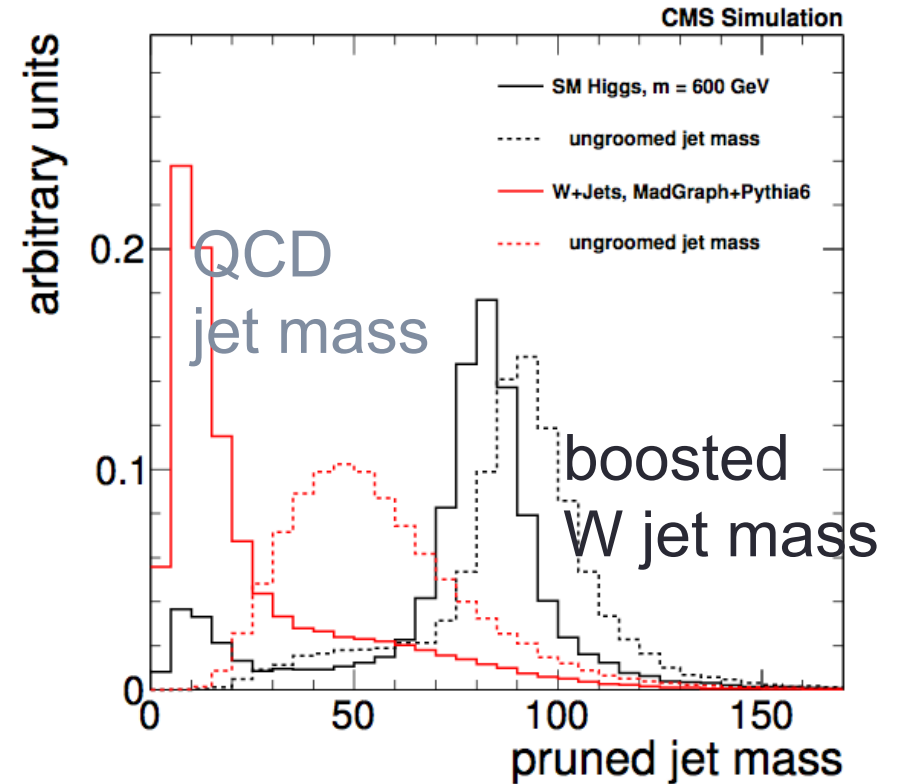 CMS Simulation
arbitrary units
SM Higgs, m = 600 GeV
ungroomed jet mass
W+Jets, MadGraph+Pythia6
ungroomed jet mass
QCD
jet mass
boosted
W jet mass
0.2
0.1
0
0
50
100
150
pruned jet mass